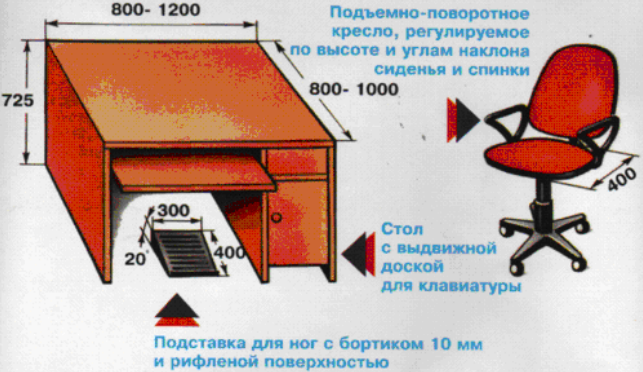 800- 1200
Подъемно-поворотное
кресло, регулируемое
по высоте и углам наклона
сиденья и спинки
725
800- 1000
400
300
20
400
Стол
с выдвижной
доской
для клавиатуры
Подставка для ног с бортиком 10 мм
и рифленой поверхностью